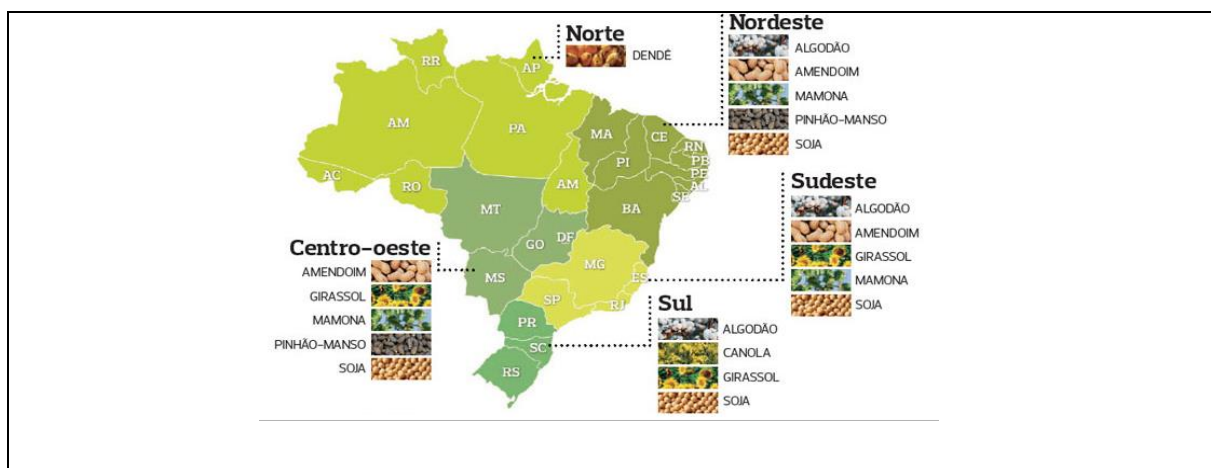 Norte
DENDÊ
Nordeste
ALGODÃO
AMENDOIM
MAMONA
PINHÃO-MANSO
SOJA
Sudeste
ALGODÃO
AMENDOIM
GIRASSOL
MAMONA
SOJA
Centro-oeste
AMENDOIM
GIRASSOL
MAMONA
PINHÃO-MANSO
SOJA
Sul
ALGODÃO
CANOLA
GIRASSOL
SOJA
RR
AP
AM
PA
MA
CE
RN
PB
PE
AL
SE
PI
AC
RO
AM
BA
MT
GO
DF
MS
MG
ES
SP
RJ
PR
SC
RS